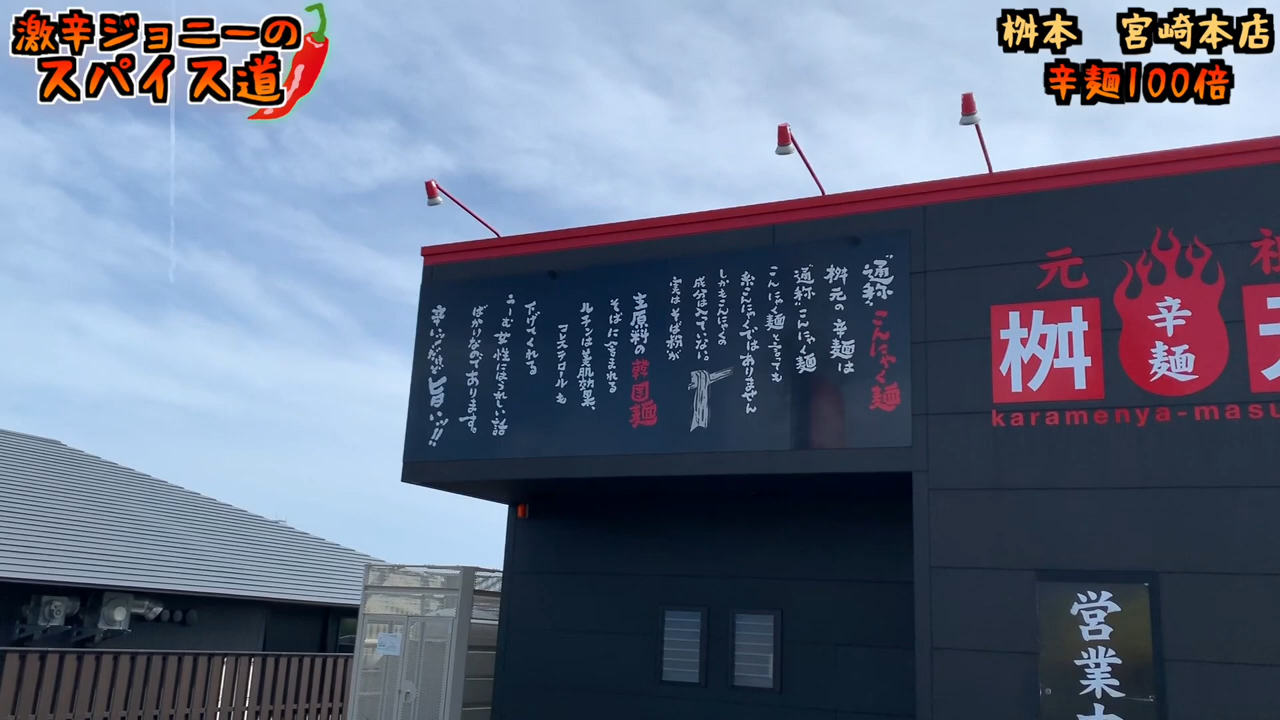 激辛ジョニーの
スパイス道
桝本 宮崎本店
辛麺100倍
通称こんにゃく麺
桝元の辛麺は
通称"こんにゃく麺
こんにゃく麺と言っても
糸こんにゃくではありません
しかもこんにゃくの
成分は入っていない。
実はそば粉が
主原料の韓国麺
そばに含まれる
ルチンは美肌効果、
コレステロールも
下げてくれる
うーむ女性にはうれしい話
ばかりなのであります。
辛いッだけど旨いッ!!
元祖
桝
辛麺
karamenya-masu
営業中